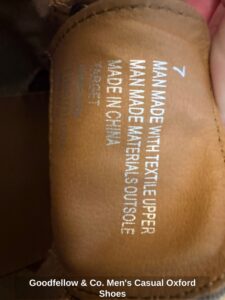 7
MAN MADE WITH TEXTILE UPPER
MAN MADE MATERIALS OUTSOLE
MADE IN CHINA
TARGET
Goodfellow & Co. Men's Casual Oxford
Shoes